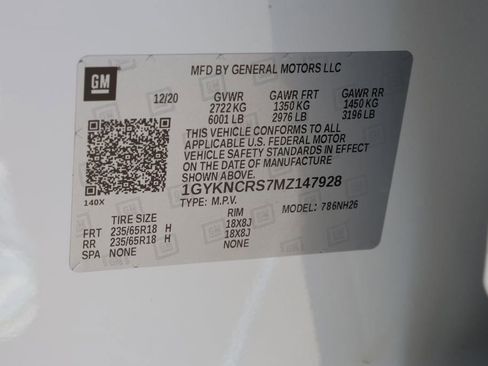 GM
MFD BY GENERAL MOTORS LLC
12/20 GVWR GAWR FRT GAWR RR
2722 KG 1350 KG 1450 KG
6001 LB 2976 LB 3196 LB
THIS VEHICLE CONFORMS TO ALL
APPLICABLE U.S. FEDERAL MOTOR
VEHICLE SAFETY STANDARDS IN EFFECT
ON THE DATE OF MANUFACTURE
SHOWN ABOVE.
1GYKNCRS7MZ147928
140X TYPE: M.P.V. MODEL: 786NH26
TIRE SIZE RIM
FRT 235/65R18 H 18X8J
RR 235/65R18 H 18X8J
SPA NONE NONE